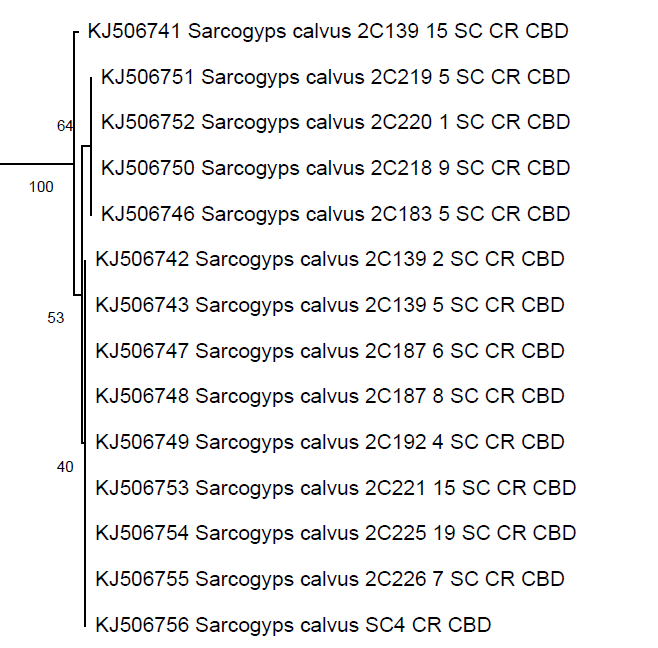 KJ506741 Sarcogyps calvus 2C139 15 SC CR CBD
KJ506751 Sarcogyps calvus 2C219 5 SC CR CBD
64
KJ506752 Sarcogyps calvus 2C220 1 SC CR CBD
KJ506750 Sarcogyps calvus 2C218 9 SC CR CBD
100
KJ506746 Sarcogyps calvus 2C183 5 SC CR CBD
KJ506742 Sarcogyps calvus 2C139 2 SC CR CBD
KJ506743 Sarcogyps calvus 2C139 5 SC CR CBD
53
KJ506747 Sarcogyps calvus 2C187 6 SC CR CBD
KJ506748 Sarcogyps calvus 2C187 8 SC CR CBD
KJ506749 Sarcogyps calvus 2C192 4 SC CR CBD
40
KJ506753 Sarcogyps calvus 2C221 15 SC CR CBD
KJ506754 Sarcogyps calvus 2C225 19 SC CR CBD
KJ506755 Sarcogyps calvus 2C226 7 SC CR CBD
KJ506756 Sarcogyps calvus SC4 CR CBD